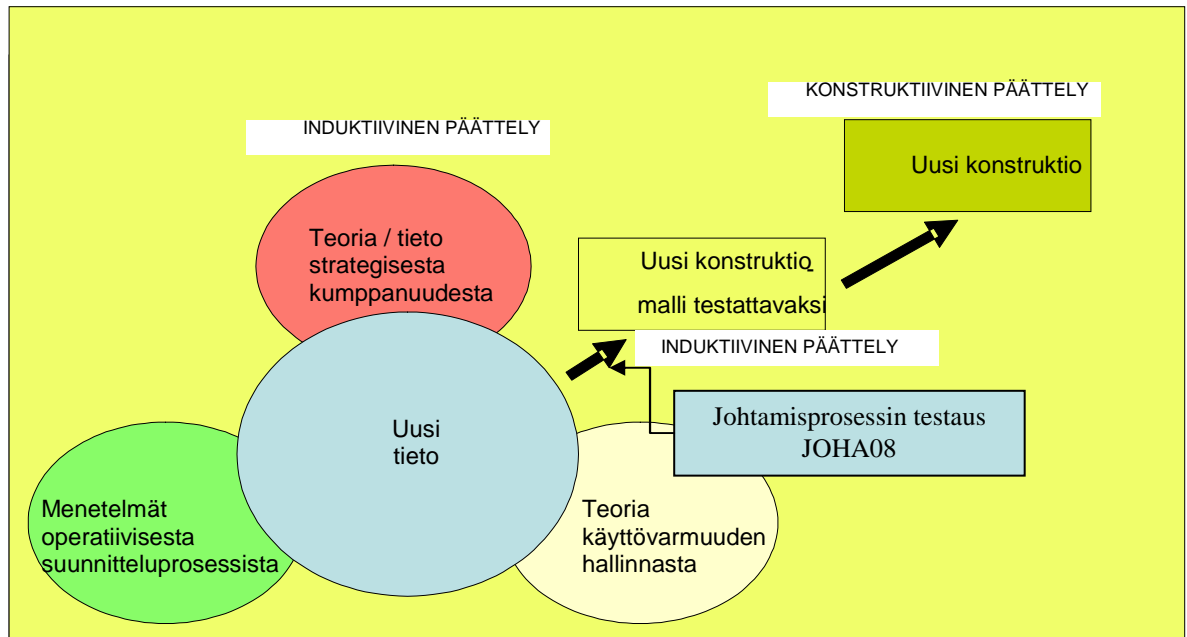 KONSTRUKTIIVINEN PÄÄTTELY
Uusi konstruktio
INDUKTIIVINEN PÄÄTTELY
Teoria / tieto
strategisesta
kumppanuudesta
Uusi konstruktio
malli testattavaksi
INDUKTIIVINEN PÄÄTTELY
Johtamisprosessin testaus
JOHA08
Uusi
tieto
Menetelmät
operatiivisesta
suunnitteluprosessista
Teoria
käyttövarmuuden
hallinnasta